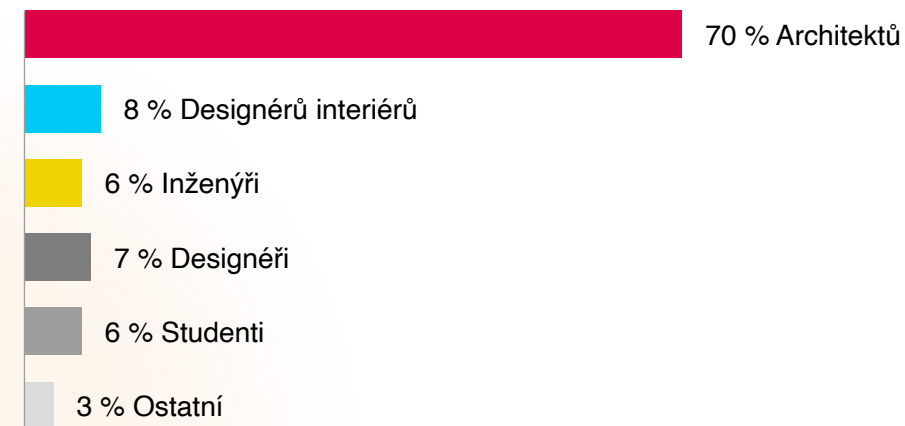 70 % Architektů
8 % Designérů interiérů
6 % Inženýři
7 % Designéři
6 % Studenti
3 % Ostatní